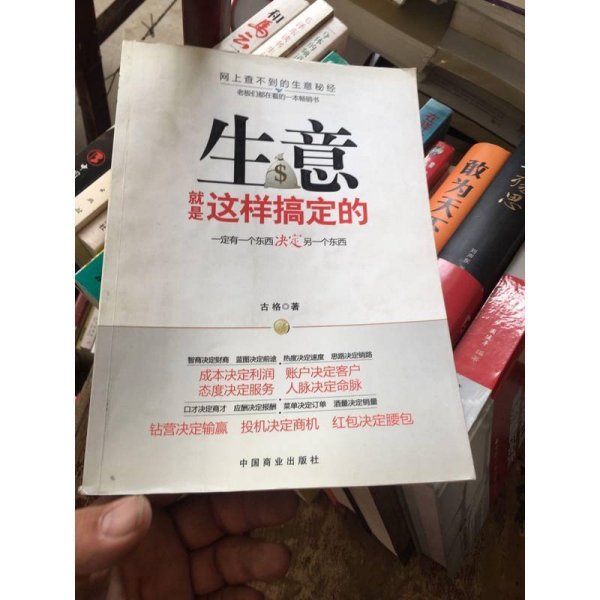 网上查不到的生意秘经
老板们都在看的一本畅销书
生意
就是这样搞定的
一定有一个东西决定另一个东西
古格◎著
智商决定财商 蓝图决定前途 热度决定速度 思路决定销路
成本决定利润 账户决定客户
态度决定服务 人脉决定命脉
口才决定商才 应酬决定报酬 菜单决定订单 酒量决定销量
钻营决定输赢 投机决定商机 红包决定腰包
中国商业出版社
和马云
敢为天下